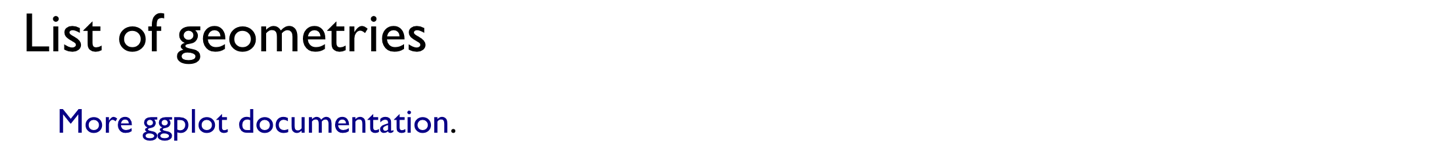 List of geometries
More ggplot documentation.